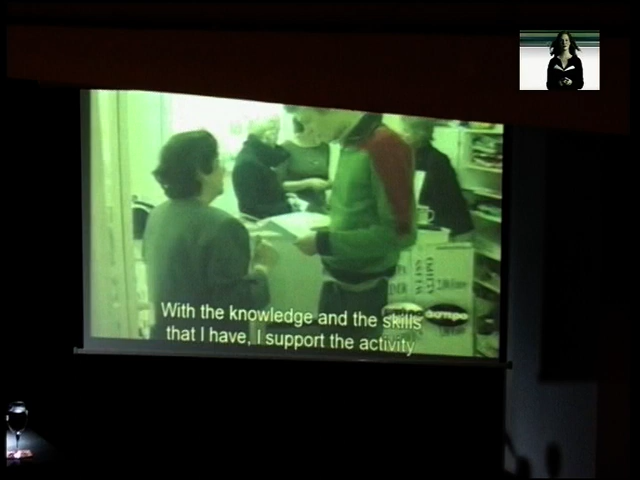 With the knowledge and the skills
that I have, I support the activity